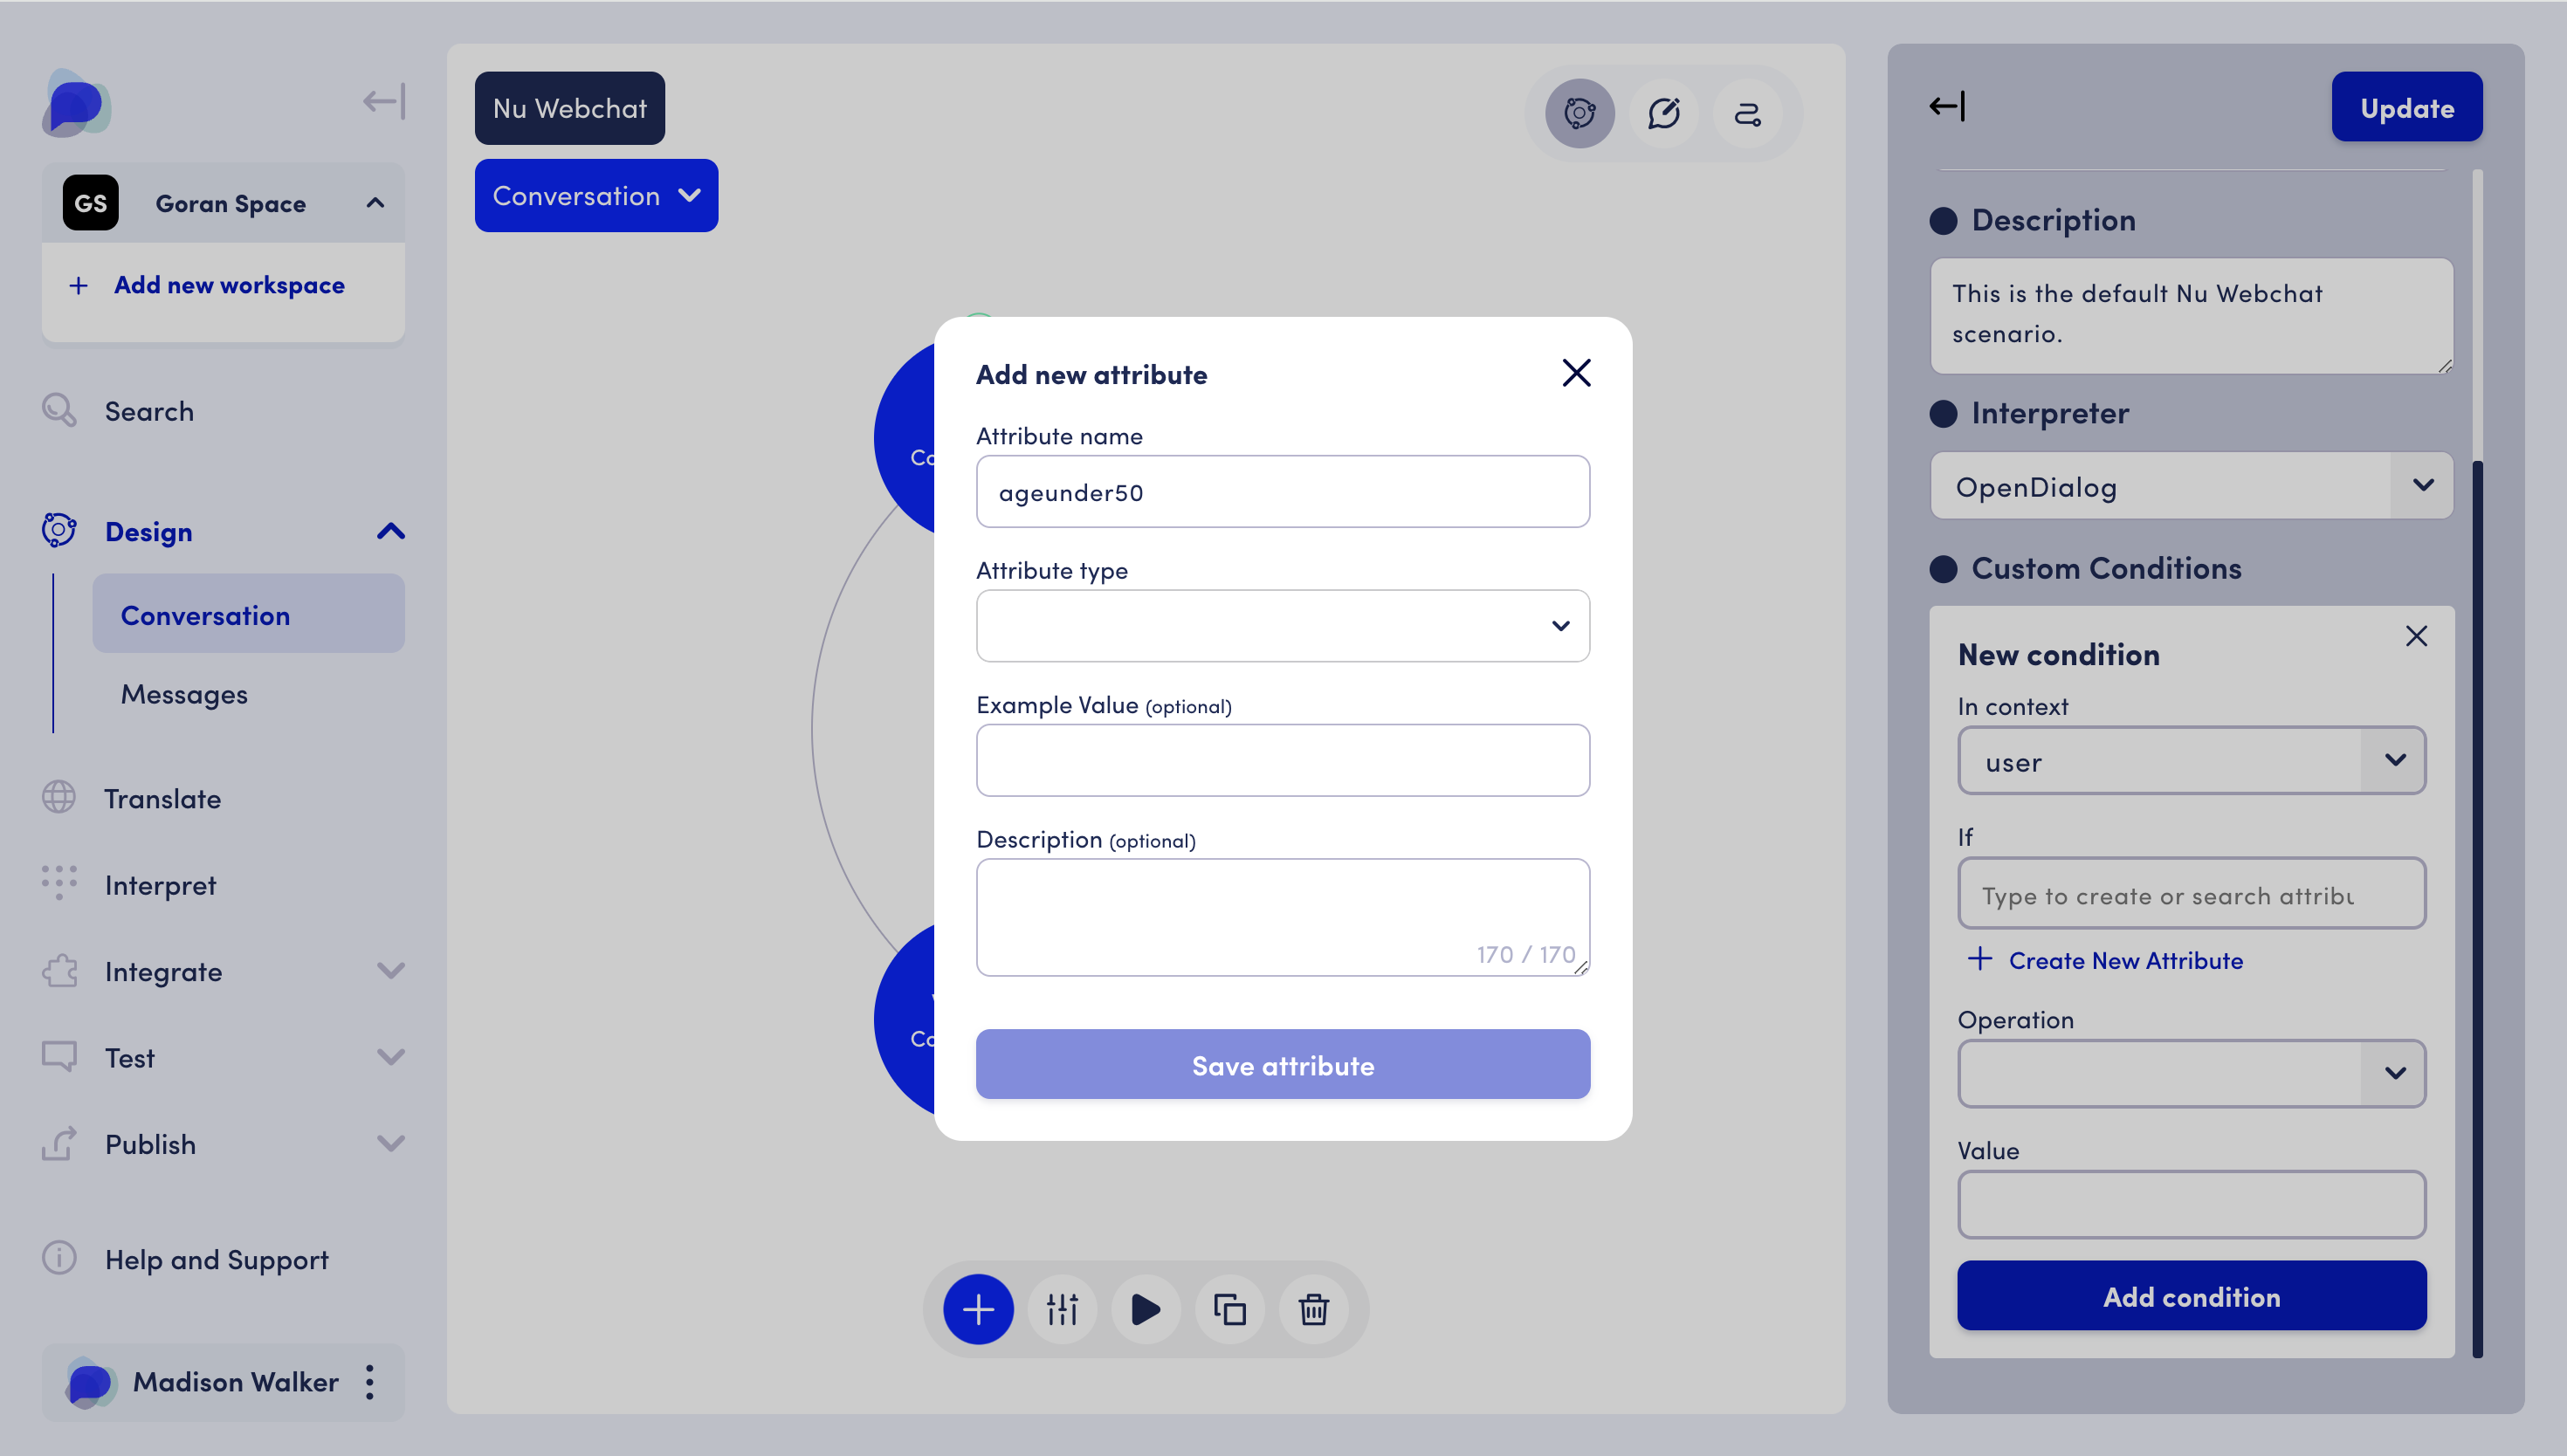 GS
Goran Space
+ Add new workspace
Search
Design
Conversation
Messages
Translate
Interpret
Integrate
Test
Publish
Help and Support
Madison Walker
Nu Webchat
Conversation
Co
Co
Add new attribute
Attribute name
ageunder50
Attribute type
Example Value (optional)
Description (optional)
170 / 170
Save attribute
Update
Description
This is the default Nu Webchat
scenario.
Interpreter
OpenDialog
Custom Conditions
New condition
In context
user
If
Type to create or search attribu
+ Create New Attribute
Operation
Value
Add condition